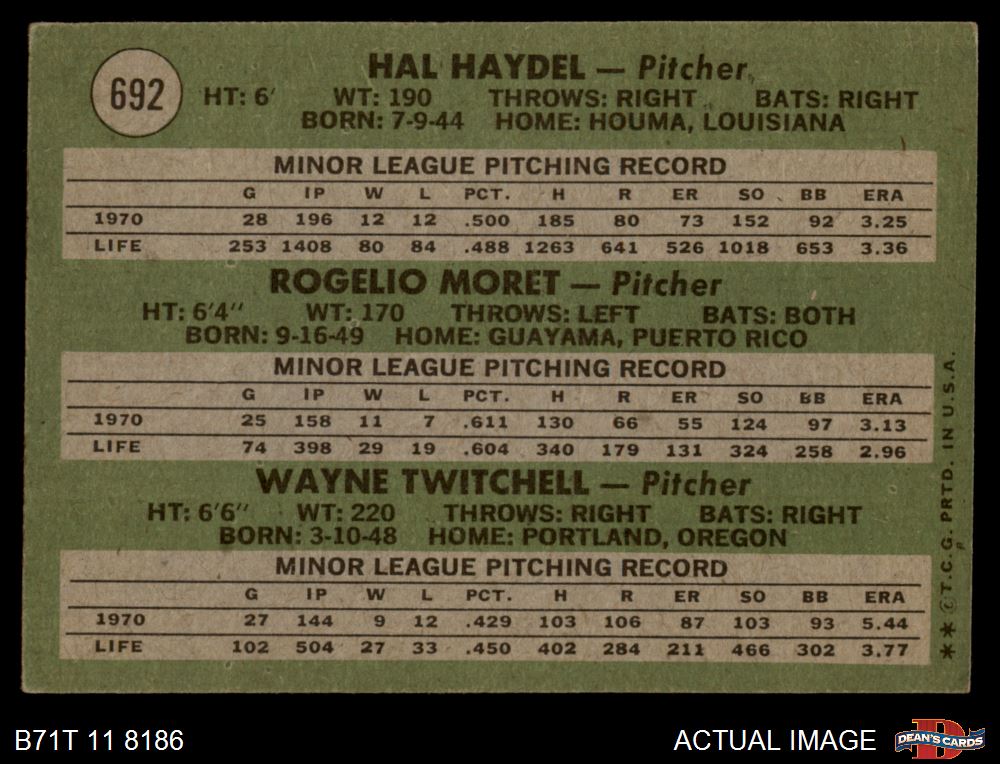 692
HAL HAYDEL — Pitcher
HT: 6' WT: 190 THROWS: RIGHT BATS: RIGHT
BORN: 7-9-44 HOME: HOUMA, LOUISIANA
MINOR LEAGUE PITCHING RECORD
G IP W L PCT. H R ER SO BB ERA
1970 28 196 12 12 .500 185 80 73 152 92 3.25
LIFE 253 1408 80 84 .488 1263 641 526 1018 653 3.36
ROGELIO MORET — Pitcher
HT: 6'4" WT: 170 THROWS: LEFT BATS: BOTH
BORN: 9-16-49 HOME: GUAYAMA, PUERTO RICO
MINOR LEAGUE PITCHING RECORD
G IP W L PCT. H R ER SO BB ERA
1970 25 158 11 7 .611 130 66 55 124 97 3.13
LIFE 74 398 29 19 .604 340 179 131 324 258 2.96
WAYNE TWITCHELL — Pitcher
HT: 6'6" WT: 220 THROWS: RIGHT BATS: RIGHT
BORN: 3-10-48 HOME: PORTLAND, OREGON
MINOR LEAGUE PITCHING RECORD
G IP W L PCT. H R ER SO BB ERA
1970 27 144 9 12 .429 103 106 87 103 93 5.44
LIFE 102 504 27 33 .450 402 284 211 466 302 3.77
** © T.C.G. PRTD. IN U.S.A.
B71T 11 8186 ACTUAL IMAGE
D
DEAN'S CARDS